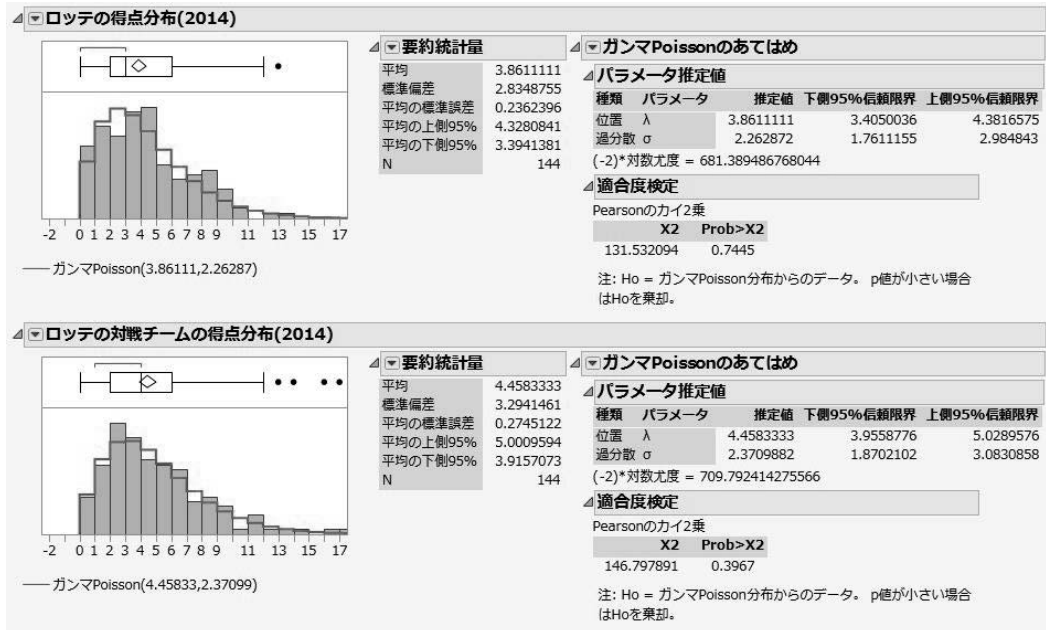 ロッテの得点分布(2014)
-2 0 1 2 3 4 5 6 7 8 9 11 13 15 17
ガンマPoisson(3.86111,2.26287)
要約統計量
平均 3.8611111
標準偏差 2.8348755
平均の標準誤差 0.2362396
平均の上側95% 4.3280841
平均の下側95% 3.3941381
N 144
ガンマPoissonのあてはめ
パラメータ推定値
種類 パラメータ 推定値 下側95%信頼限界 上側95%信頼限界
位置 λ 3.8611111 3.4050036 4.3816575
過分散 σ 2.262872 1.7611155 2.984843
(-2)*対数尤度 = 681.389486768044
適合度検定
Pearsonのカイ2乗
X2 Prob>X2
131.532094 0.7445
注: Ho = ガンマPoisson分布からのデータ。 p値が小さい場合
はHoを棄却。
ロッテの対戦チームの得点分布(2014)
-2 0 1 2 3 4 5 6 7 8 9 11 13 15 17
ガンマPoisson(4.45833,2.37099)
要約統計量
平均 4.4583333
標準偏差 3.2941461
平均の標準誤差 0.2745122
平均の上側95% 5.0009594
平均の下側95% 3.9157073
N 144
ガンマPoissonのあてはめ
パラメータ推定値
種類 パラメータ 推定値 下側95%信頼限界 上側95%信頼限界
位置 λ 4.4583333 3.9558776 5.0289576
過分散 σ 2.3709882 1.8702102 3.0830858
(-2)*対数尤度 = 709.792414275566
適合度検定
Pearsonのカイ2乗
X2 Prob>X2
146.797891 0.3967
注: Ho = ガンマPoisson分布からのデータ。 p値が小さい場合
はHoを棄却。